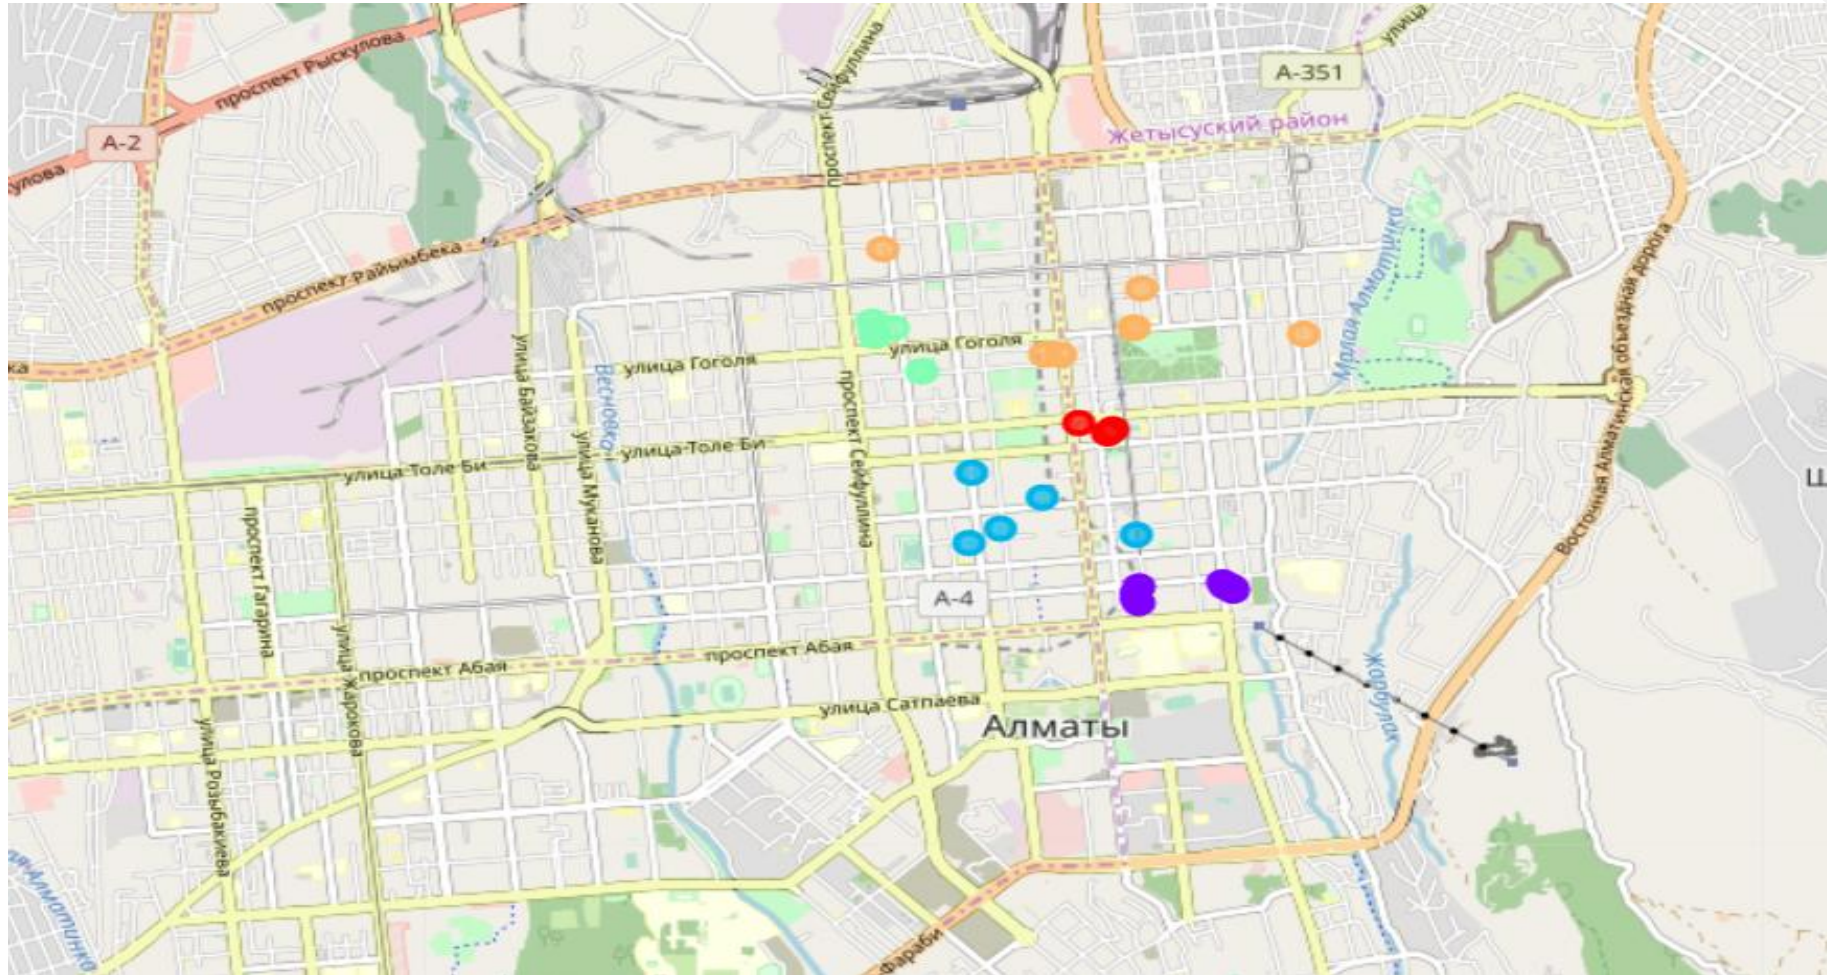 проспект Рыскулова
А-2
кулова
проспект Сейфуллина
улица
А-351
Жетысуский район
проспект Райымбека
ка
улица Гоголя
улица Гоголя
Малая Алматинка
Восточная Алматинская объездная дорога
улица Байзакова
Весновка
улица Муканова
проспект Сейфуллина
улица Толе Би
улица Толе Би
проспект Гагарина
А-4
улица Жарокова
проспект Абая
проспект Абая
Жарбулак
улица Сатпаева
Алматы
улица Розыбакиева
Фараби
Щ